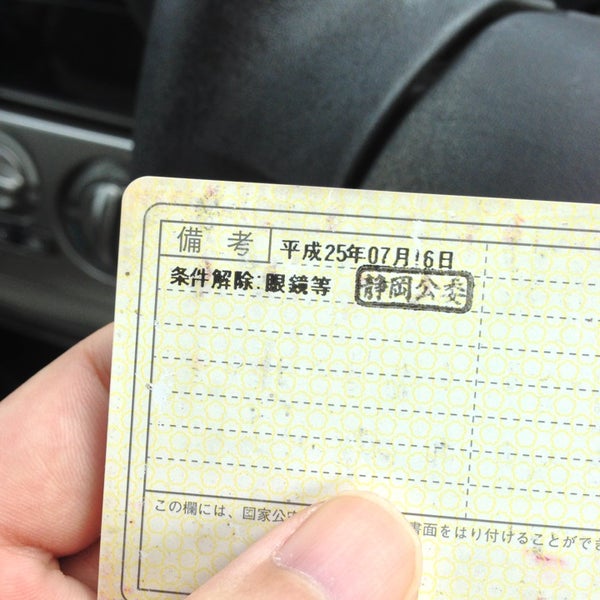 備考 平成25年07月16日
条件解除:眼鏡等 静岡公委
この欄には、国家公 書面をはり付けることができ